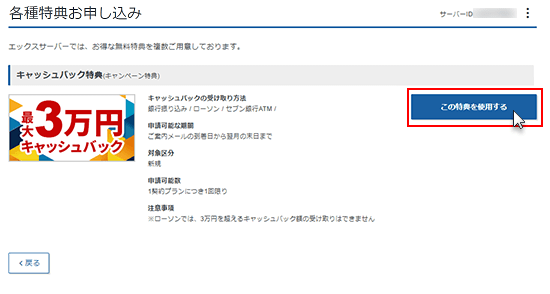 各種特典お申し込み
サーバーID
エックスサーバーでは、お得な無料特典を複数ご用意しております。
キャッシュバック特典(キャンペーン特典)
最大3万円
キャッシュバック
キャッシュバックの受け取り方法
銀行振り込み / ローソン / セブン銀行ATM /
申請可能な期間
ご案内メールの到着日から翌月の末日まで
対象区分
新規
申請可能数
1契約プランにつき1回限り
注意事項
※ローソンでは、3万円を超えるキャッシュバック額の受け取りはできません
この特典を使用する
戻る